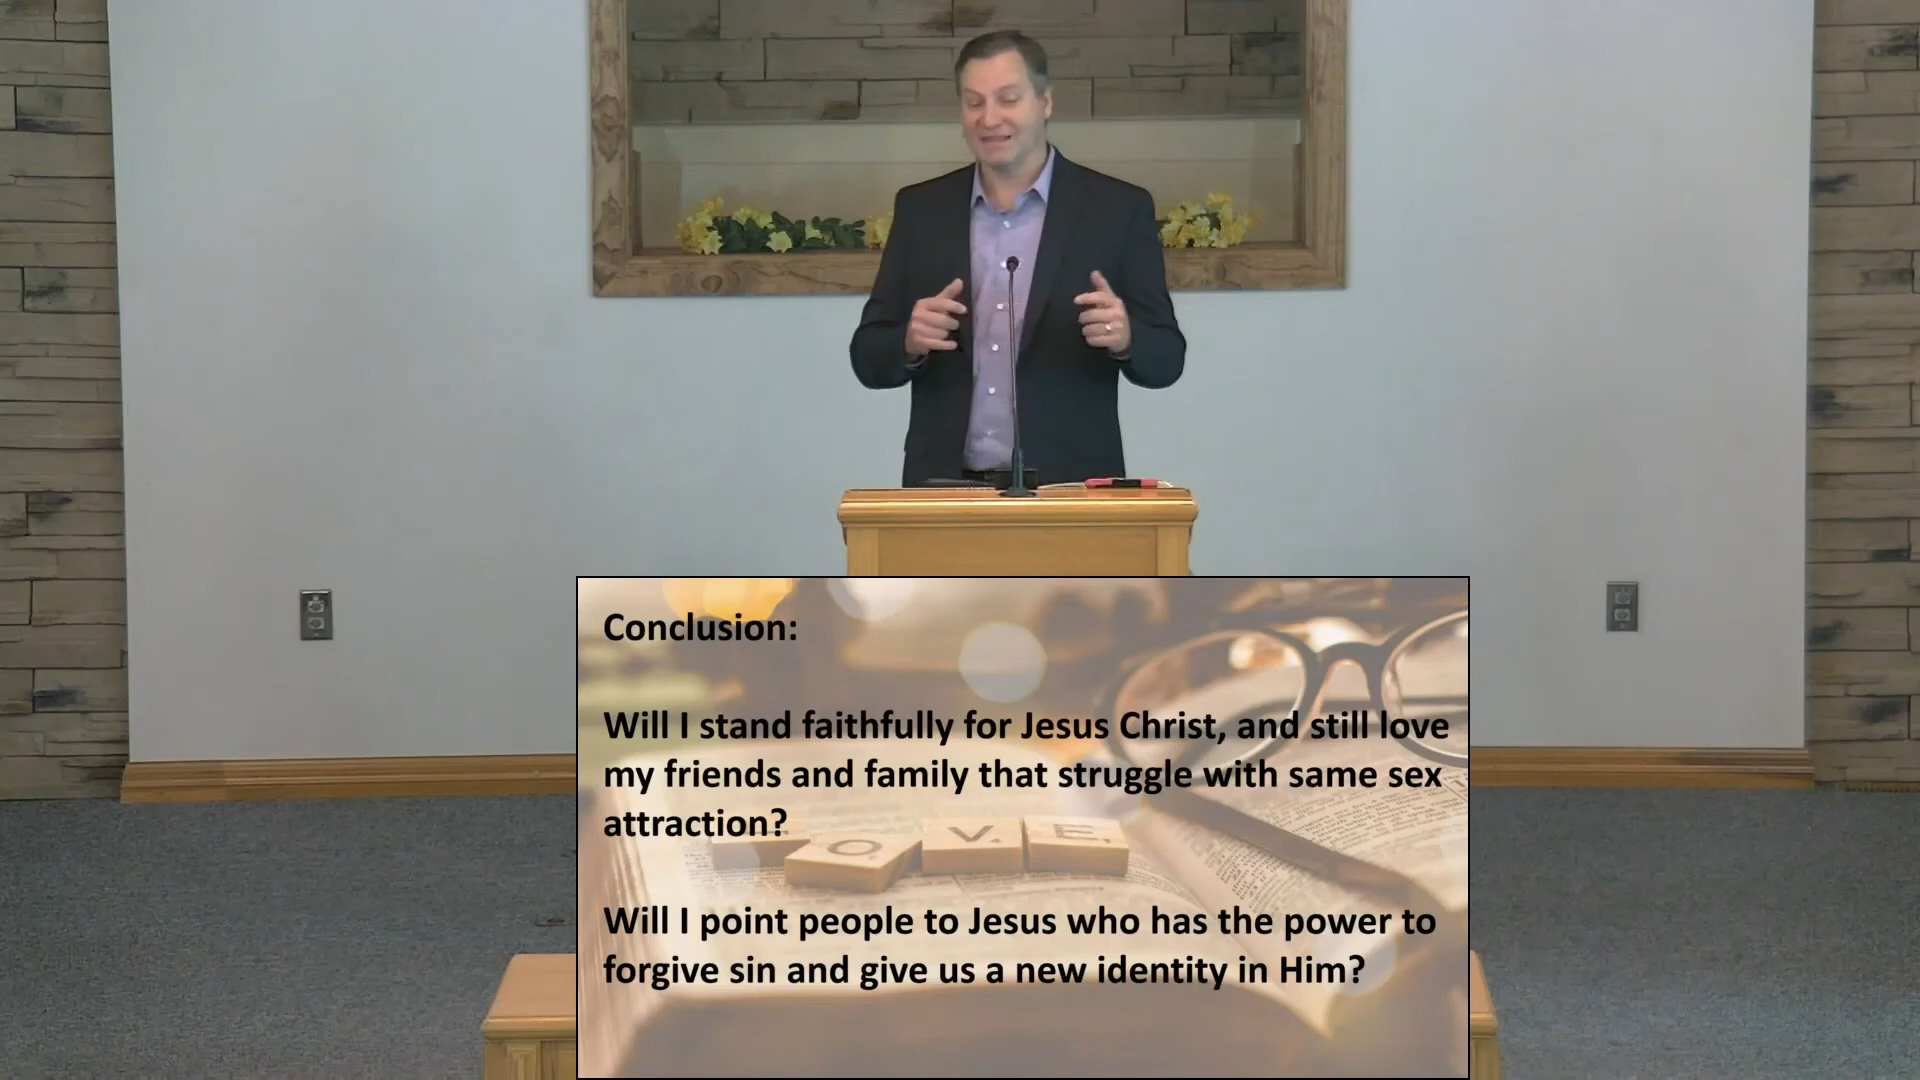 Conclusion:
Will I stand faithfully for Jesus Christ, and still love
my friends and family that struggle with same sex
attraction?
OVE
Will I point people to Jesus who has the power to
forgive sin and give us a new identity in Him?